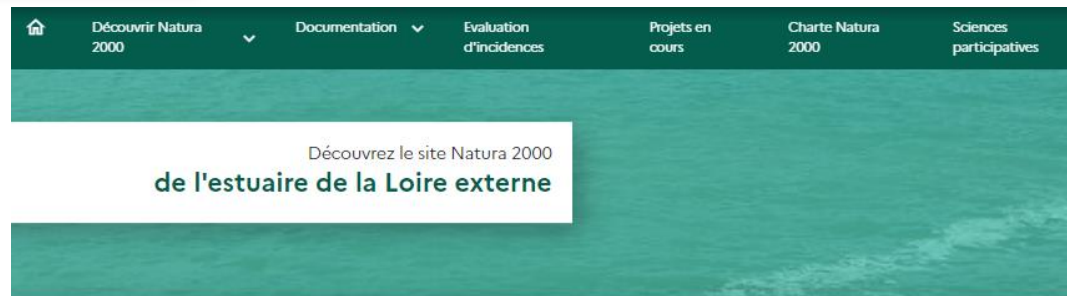 Découvrir Natura
2000
Documentation
Evaluation
d'incidences
Projets en
cours
Charte Natura
2000
Sciences
participatives
Découvrez le site Natura 2000
de l'estuaire de la Loire externe